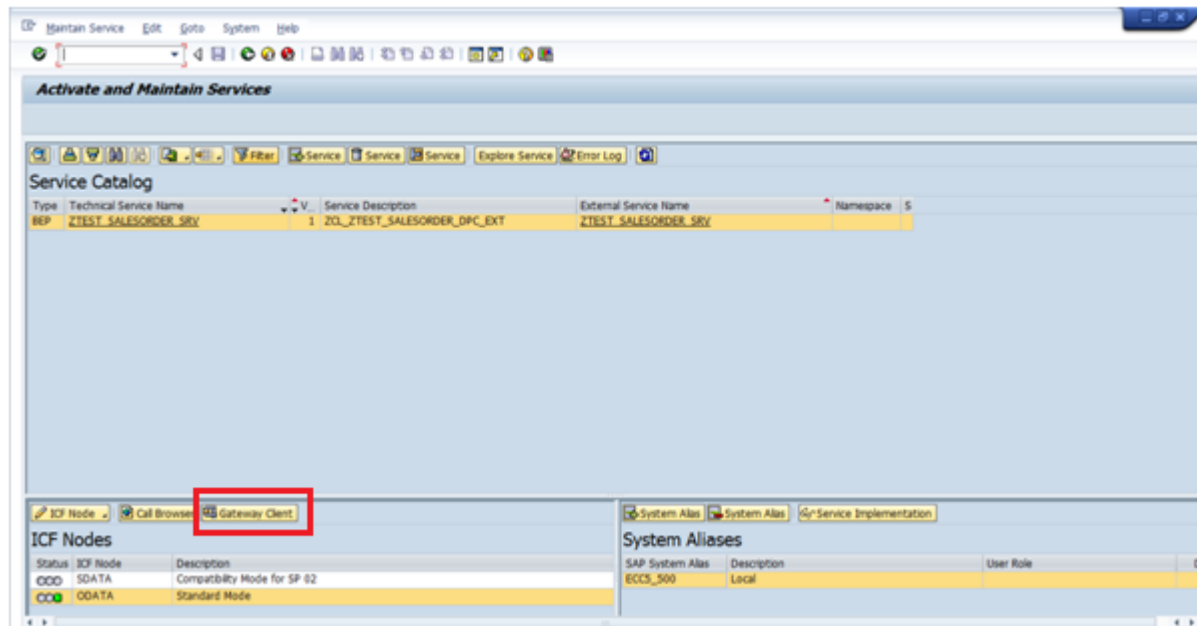 Maintain Service Edit Goto System Help
Activate and Maintain Services
Filter Service Service Service Explore Service Error Log
Service Catalog
Type Technical Service Name V... Service Description External Service Name Namespace S
BEP ZTEST_SALESORDER_SRV 1 ZCL_ZTEST_SALESORDER_DPC_EXT ZTEST_SALESORDER_SRV
ICF Node Call Browser Gateway Client
System Alias System Alias Service Implementation
ICF Nodes
System Aliases
Status ICF Node Description
SAP System Alias Description User Role
SDATA Compatibility Mode for SP 02
ECC5_500 Local
ODATA Standard Mode